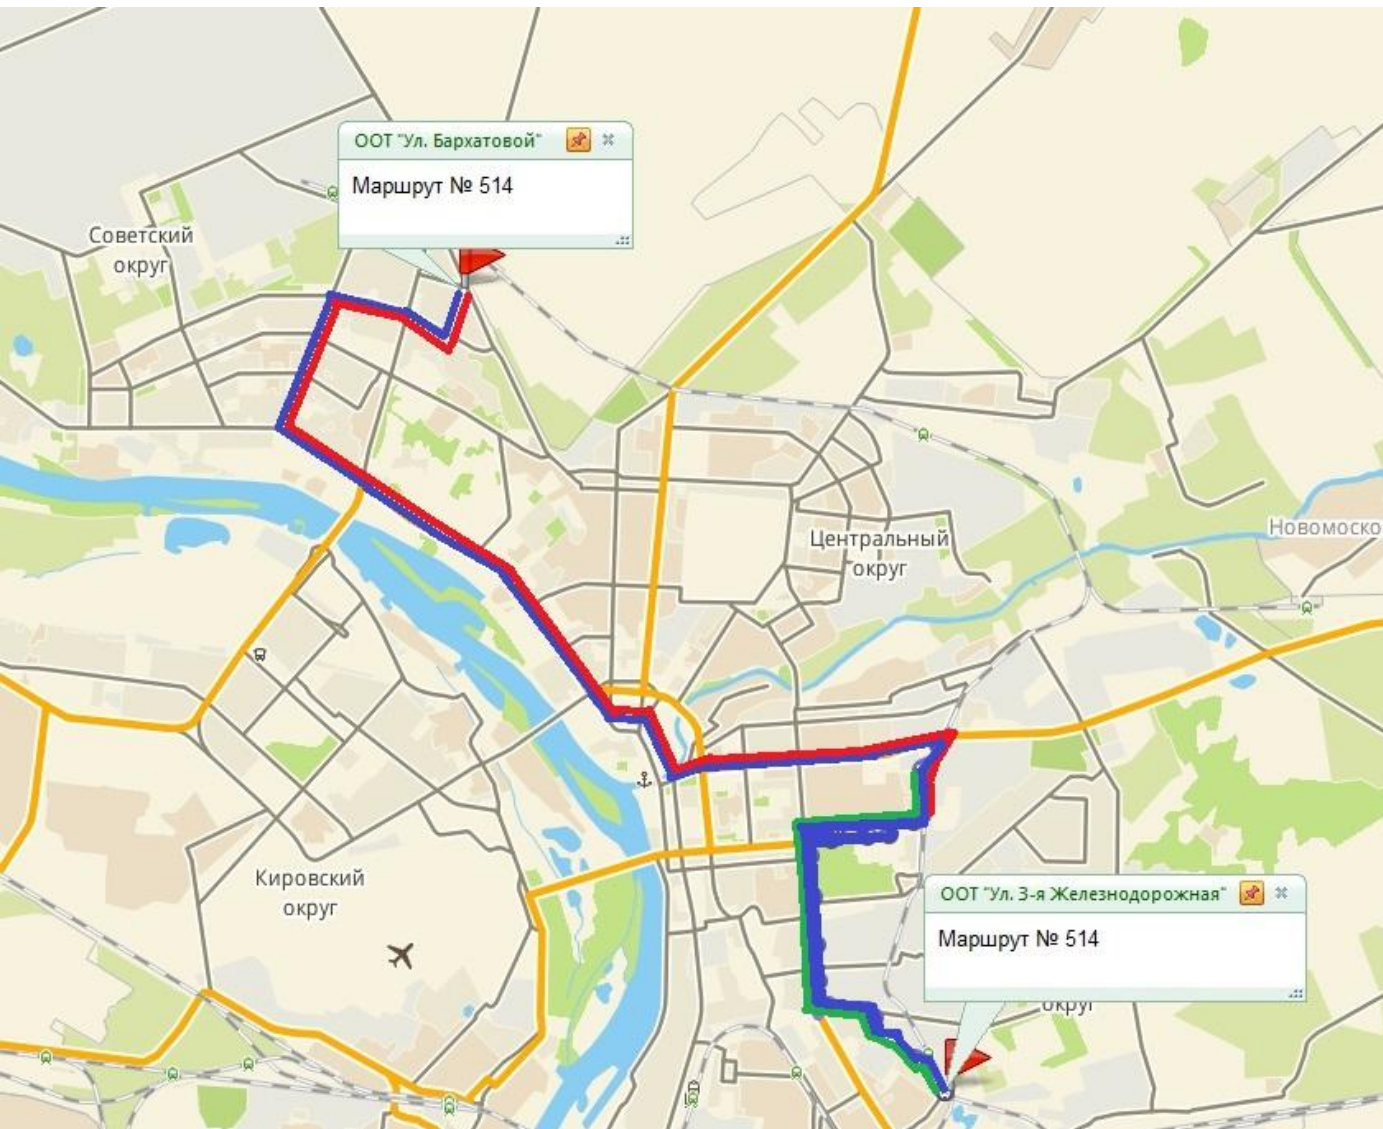 ООТ "Ул. Бархатовой"
Маршрут № 514
Советский
округ
Центральный
округ
Новомоско
Кировский
округ
ООТ "Ул. 3-я Железнодорожная"
Маршрут № 514
округ